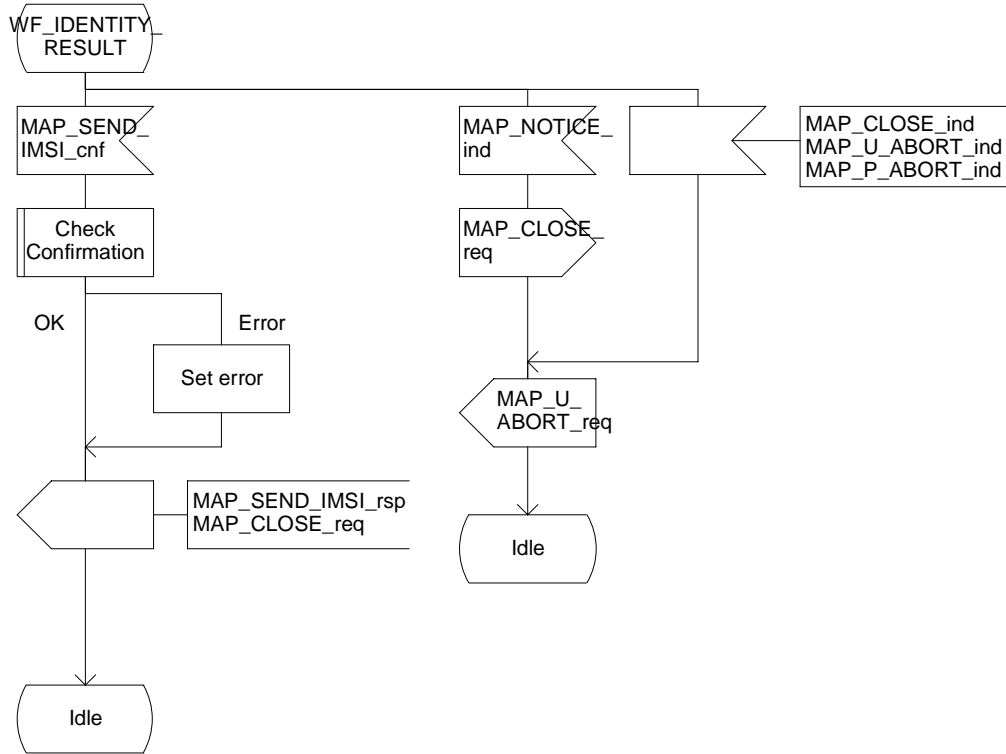 WF_IDENTITY_
RESULT
MAP_SEND_
IMSI_cnf
MAP_NOTICE_
ind
MAP_CLOSE_ind
MAP_U_ABORT_ind
MAP_P_ABORT_ind
Check
Confirmation
MAP_CLOSE_
req
OK
Error
Set error
MAP_U_
ABORT_req
MAP_SEND_IMSI_rsp
MAP_CLOSE_req
Idle
Idle